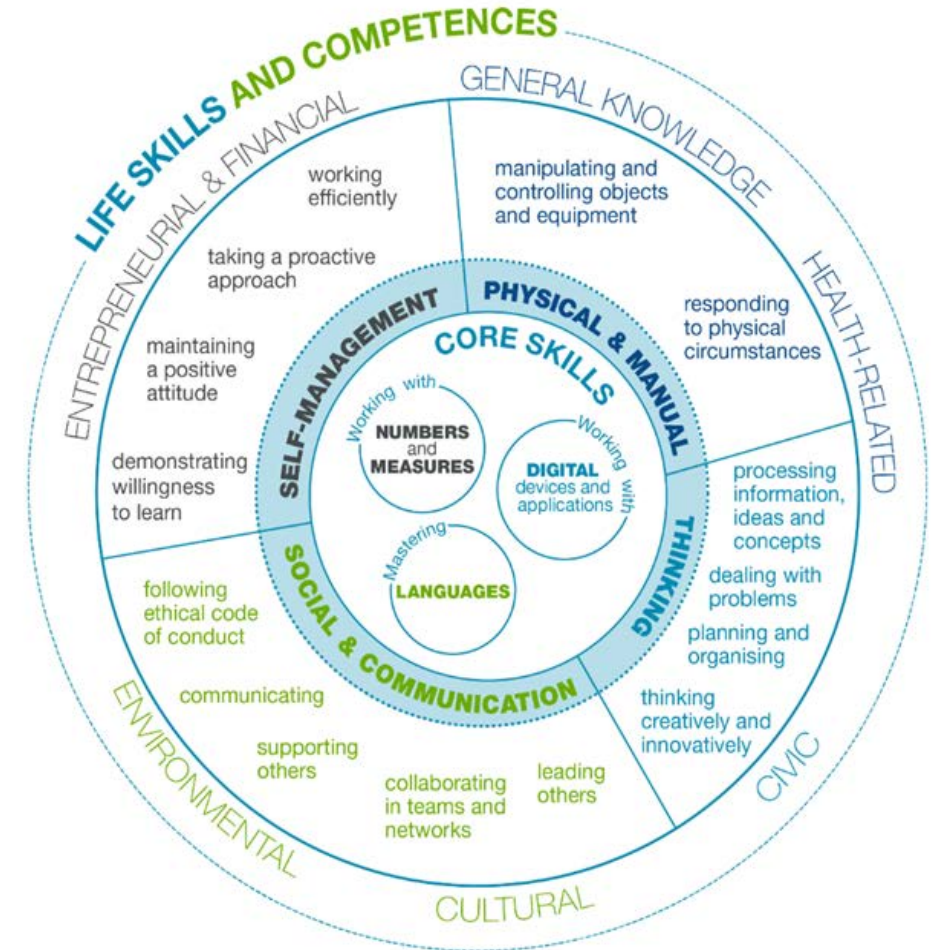 LIFE SKILLS AND COMPETENCES
ENTREPRENEURIAL & FINANCIAL
GENERAL KNOWLEDGE
HEALTH-RELATED
CIVIC
CULTURAL
ENVIRONMENTAL
SELF-MANAGEMENT
working
efficiently
taking a proactive
approach
maintaining
a positive
attitude
demonstrating
willingness
to learn
PHYSICAL & MANUAL
manipulating and
controlling objects
and equipment
responding
to physical
circumstances
THINKING
processing
information,
ideas and
concepts
dealing with
problems
planning and
organising
thinking
creatively and
innovatively
SOCIAL & COMMUNICATION
following
ethical code
of conduct
communicating
supporting
others
collaborating
in teams and
networks
leading
others
CORE SKILLS
Working with
NUMBERS
and
MEASURES
Working with
DIGITAL
devices and
applications
Mastering
LANGUAGES